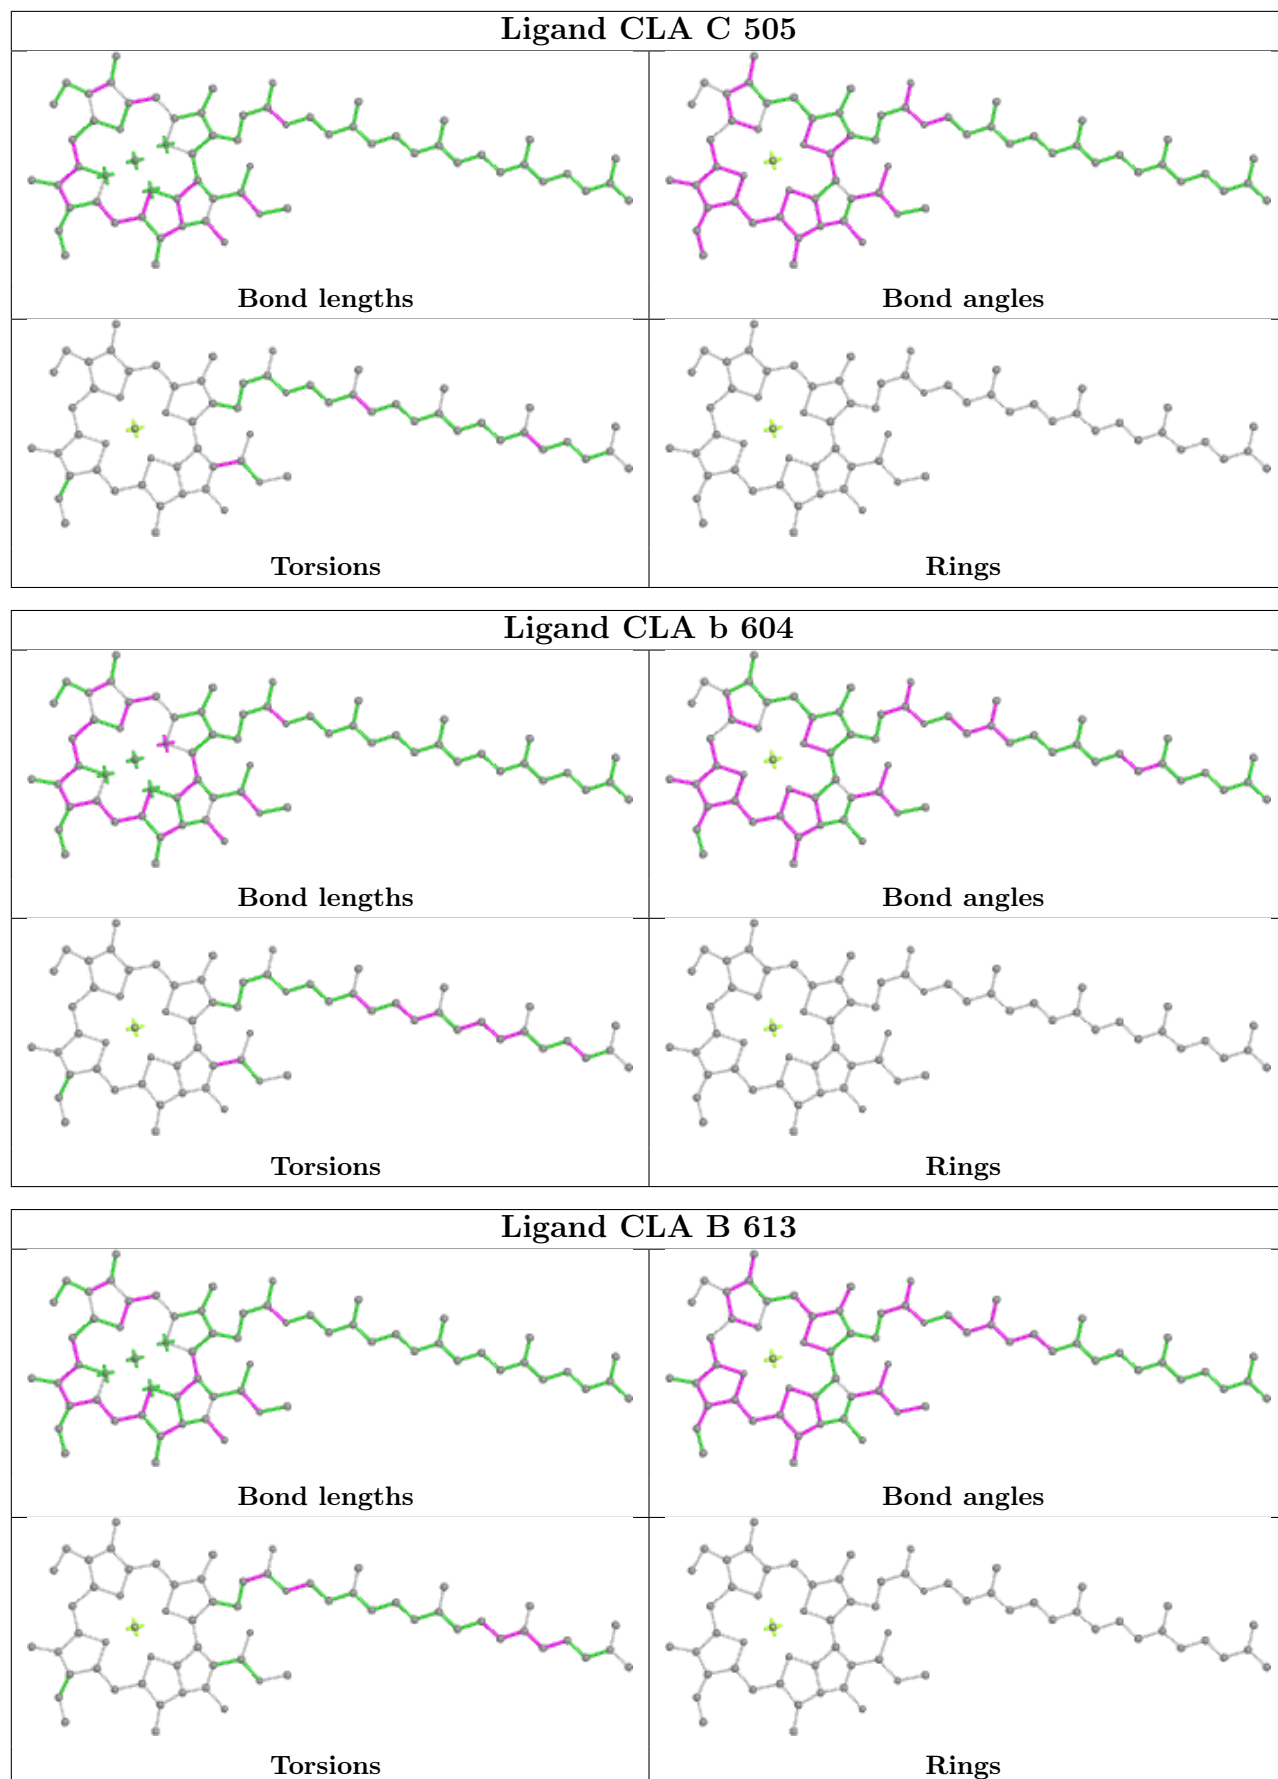 Ligand CLA C 505
Bond lengths
Bond angles
Torsions
Rings
Ligand CLA b 604
Bond lengths
Bond angles
Torsions
Rings
Ligand CLA B 613
Bond lengths
Bond angles
Torsions
Rings